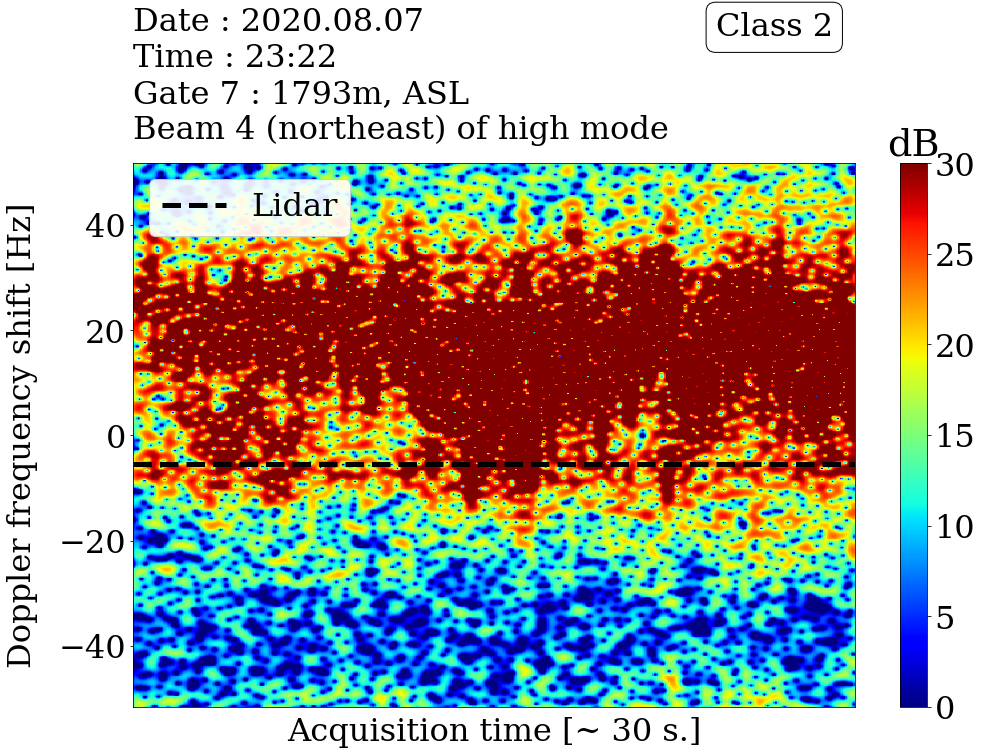 Date : 2020.08.07
Time : 23:22
Gate 7 : 1793m, ASL
Beam 4 (northeast) of high mode
Class 2
dB
Lidar
Doppler frequency shift [Hz]
40
20
0
−20
−40
30
25
20
15
10
5
0
Acquisition time [~ 30 s.]